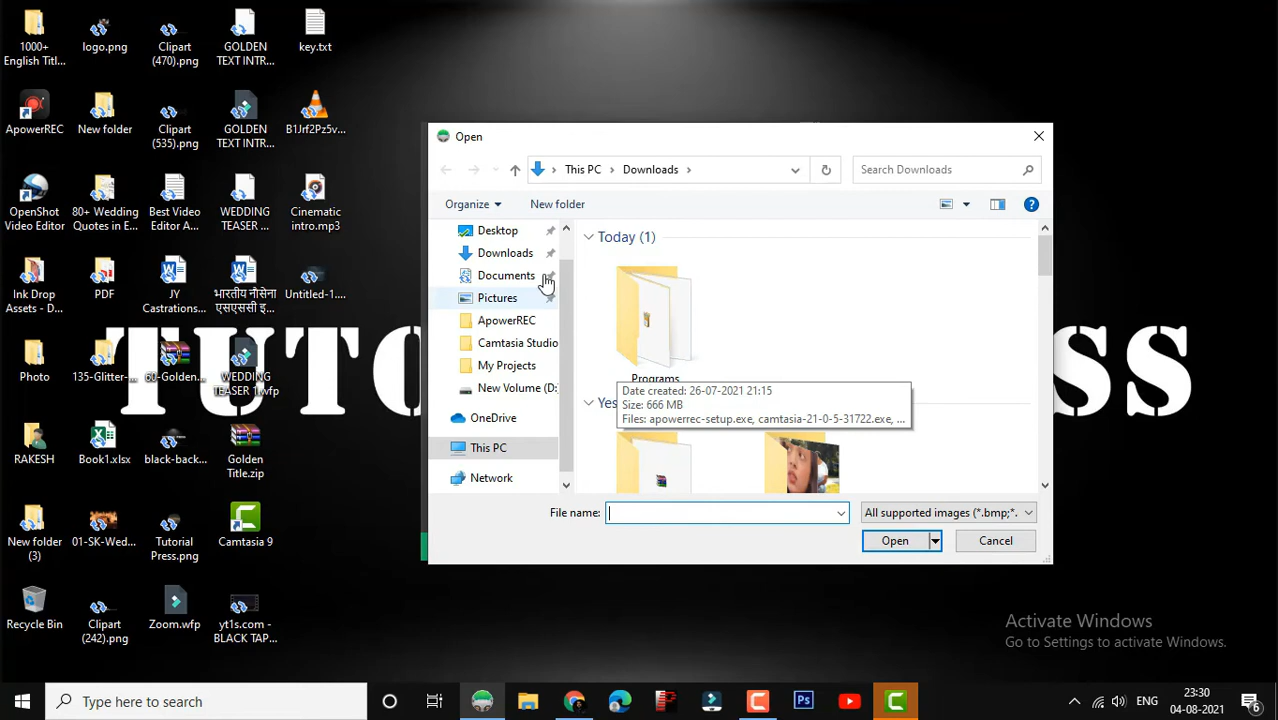 1000+
English Titl...
logo.png
Clipart
(470).png
GOLDEN
TEXT INTR...
key.txt
ApowerREC
New folder
Clipart
(535).png
GOLDEN
TEXT INTR...
B1Jrf2Pz5v...
OpenShot
Video Editor
80+ Wedding
Quotes in E...
Best Video
Editor A...
WEDDING
TEASER ...
Cinematic
intro.mp3
Ink Drop
Assets - D...
PDF
JY
Castrations...
भारतीय नौसेना
एसएससी इ...
Untitled-1....
Photo
135-Glitter-...
60-Golden...
WEDDING
TEASER 1.wfp
RAKESH
Book1.xlsx
black-back...
Golden
Title.zip
New folder
(3)
01-SK-Wed...
Tutorial
Press.png
Camtasia 9
Recycle Bin
Clipart
(242).png
Zoom.wfp
yt1s.com -
BLACK TAP...
TUTO
SS
Open
This PC
Downloads
Search Downloads
Organize
New folder
Desktop
Downloads
Documents
Pictures
ApowerREC
Camtasia Studio
My Projects
New Volume (D:
OneDrive
This PC
Network
Today (1)
Programs
Date created: 26-07-2021 21:15
Size: 666 MB
Files: apowerrec-setup.exe, camtasia-21-0-5-31722.exe, ...
Yes
File name:
All supported images (*.bmp;*.
Open
Cancel
Activate Windows
Go to Settings to activate Windows.
Type here to search
Ps
ENG
23:30
04-08-2021
6